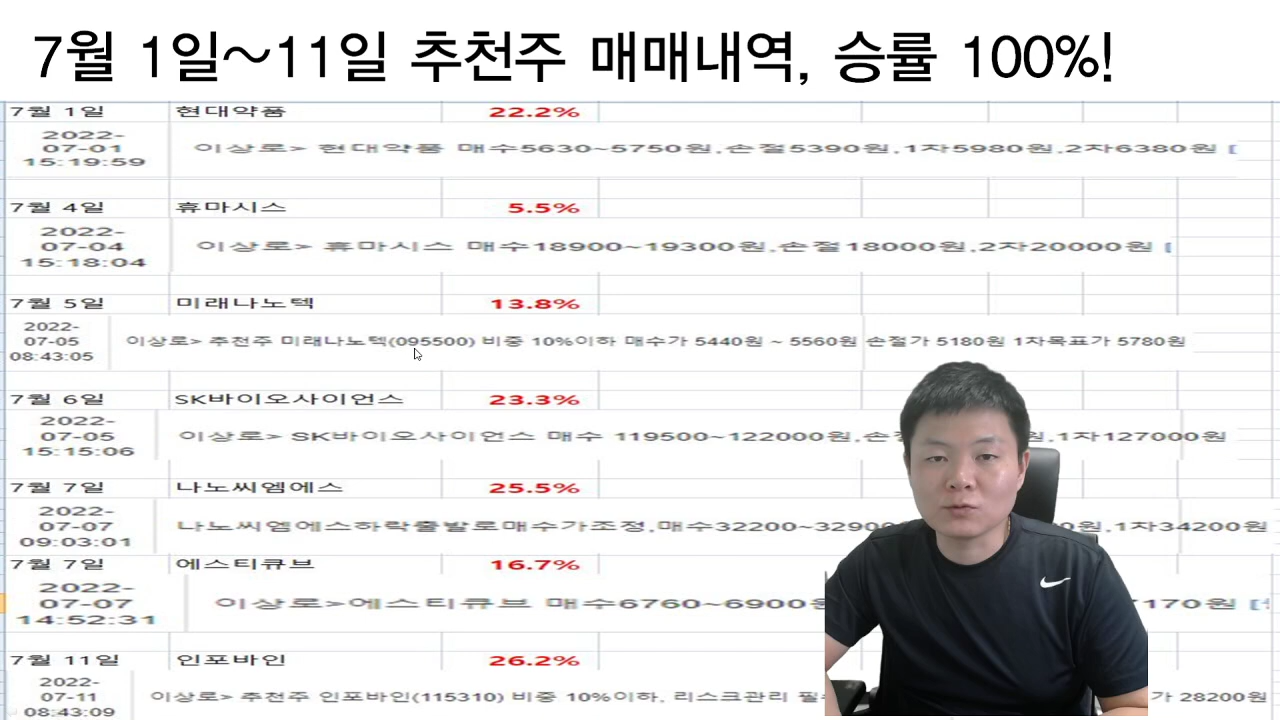 7월 1일~11일 추천주 매매내역, 승률 100%!
7월 1일 현대약품 22.2%
2022-07-01 15:19:59 이상로> 현대약품 매수5630~5750원,손절5390원,1차5980원,2차6380원 [
7월 4일 휴마시스 5.5%
2022-07-04 15:18:04 이상로> 휴마시스 매수18900~19300원,손절18000원,2차20000원 [
7월 5일 미래나노텍 13.8%
2022-07-05 08:43:05 이상로> 추천주 미래나노텍(095500) 비중 10%이하 매수가 5440원 ~ 5560원 손절가 5180원 1차목표가 5780원
7월 6일 SK바이오사이언스 23.3%
2022-07-05 15:15:06 이상로> SK바이오사이언스 매수 119500~122000원,손 원,1차127000원
7월 7일 나노씨엠에스 25.5%
2022-07-07 09:03:01 나노씨엠에스하락출발로매수가조정,매수32200~32900 원,1차34200원
7월 7일 에스티큐브 16.7%
2022-07-07 14:52:31 이상로>에스티큐브 매수6760~6900원 7170원 [
7월 11일 인포바인 26.2%
2022-07-11 08:43:09 이상로> 추천주 인포바인(115310) 비중 10%이하, 리스크관리 필 가 28200원